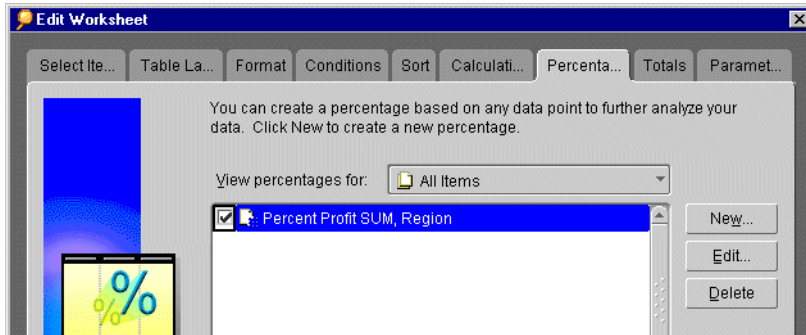 Edit Worksheet
Select Ite... Table La... Format Conditions Sort Calculati... Percenta... Totals Paramet...
You can create a percentage based on any data point to further analyze your
data. Click New to create a new percentage.
View percentages for: All Items
Percent Profit SUM, Region
New...
Edit...
Delete
%
%